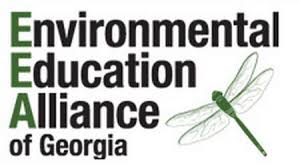 Environmental
Education
Alliance
of Georgia